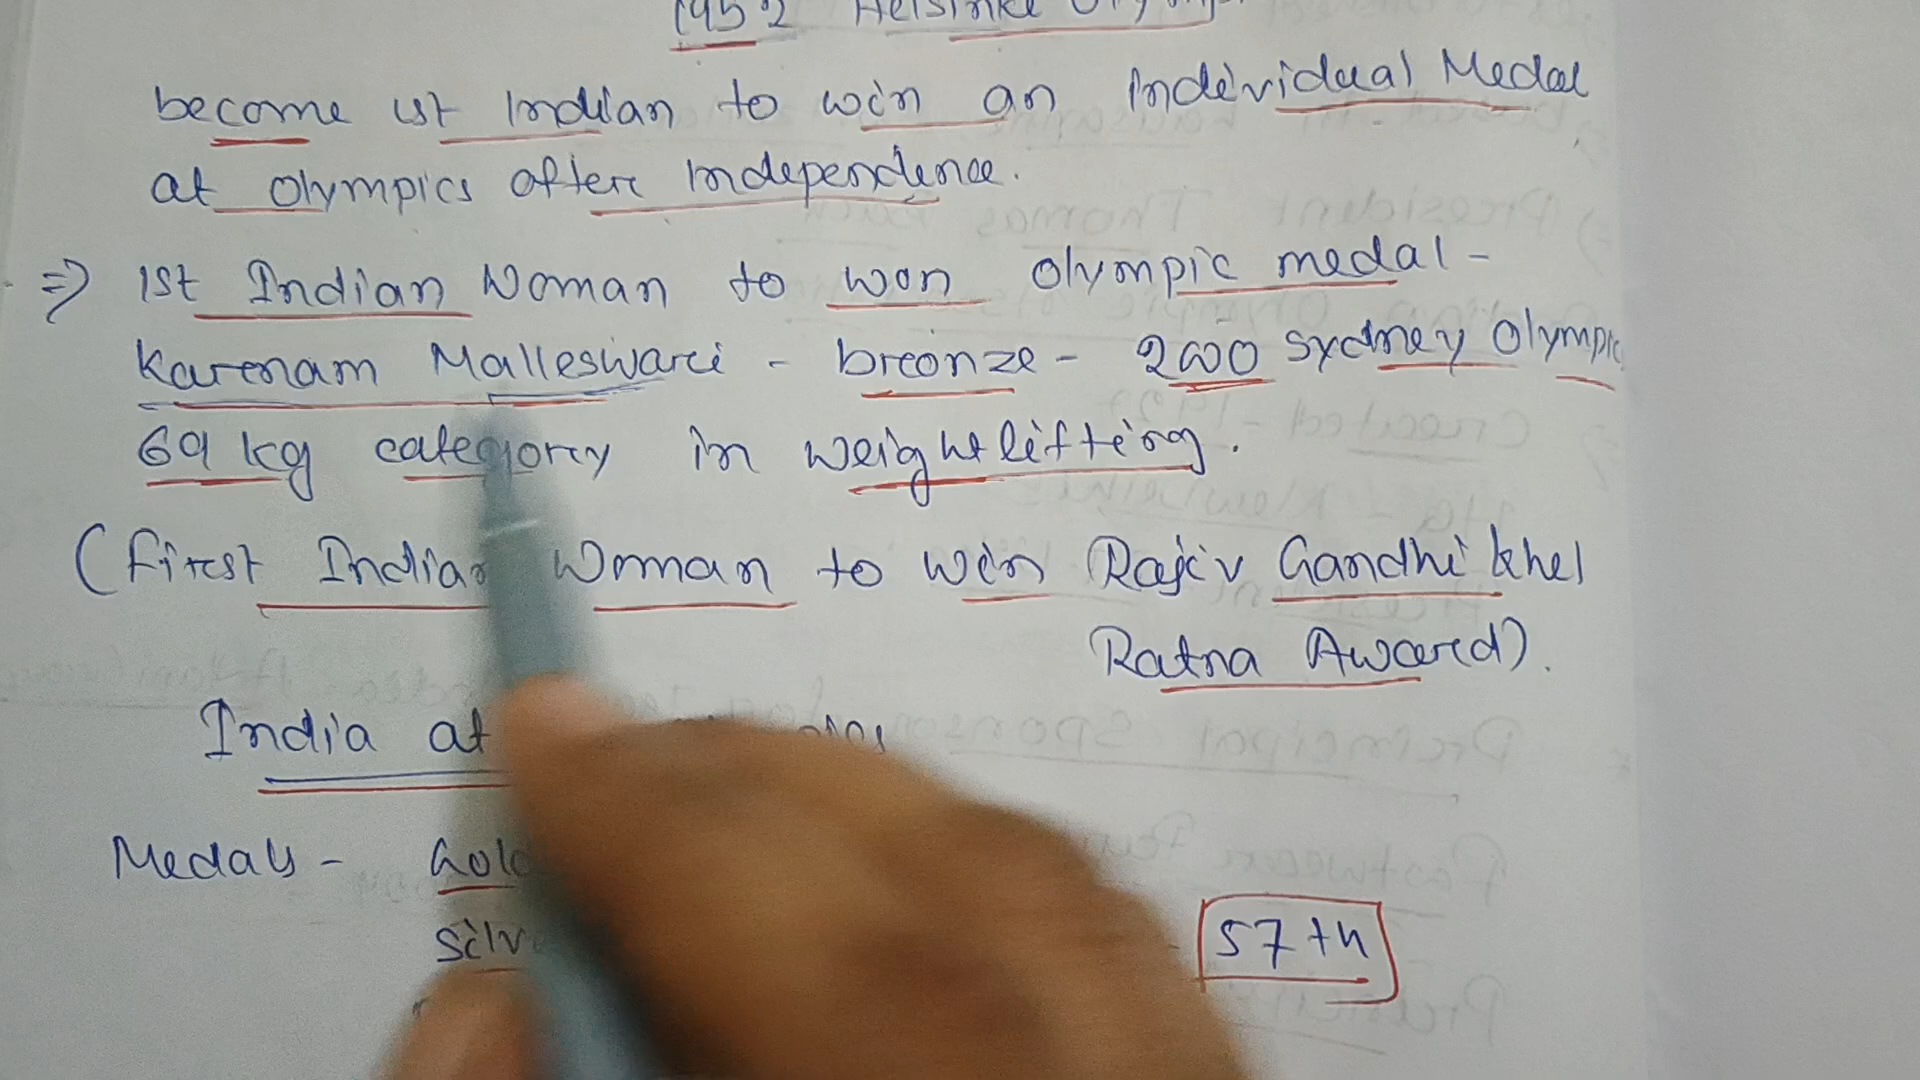 1952 Helsinki Olymp
become 1st Indian to win an Individual Medal
at Olympics after Independence.
=> 1st Indian Woman to won Olympic medal -
Karenam Malleswari - bronze - 2000 Sydney Olympic
69 kg category in weightlifting.
(First Indian Woman to win Rajiv Gandhi khel
Ratna Award).
India at
Medals - Gold
Silv
57th